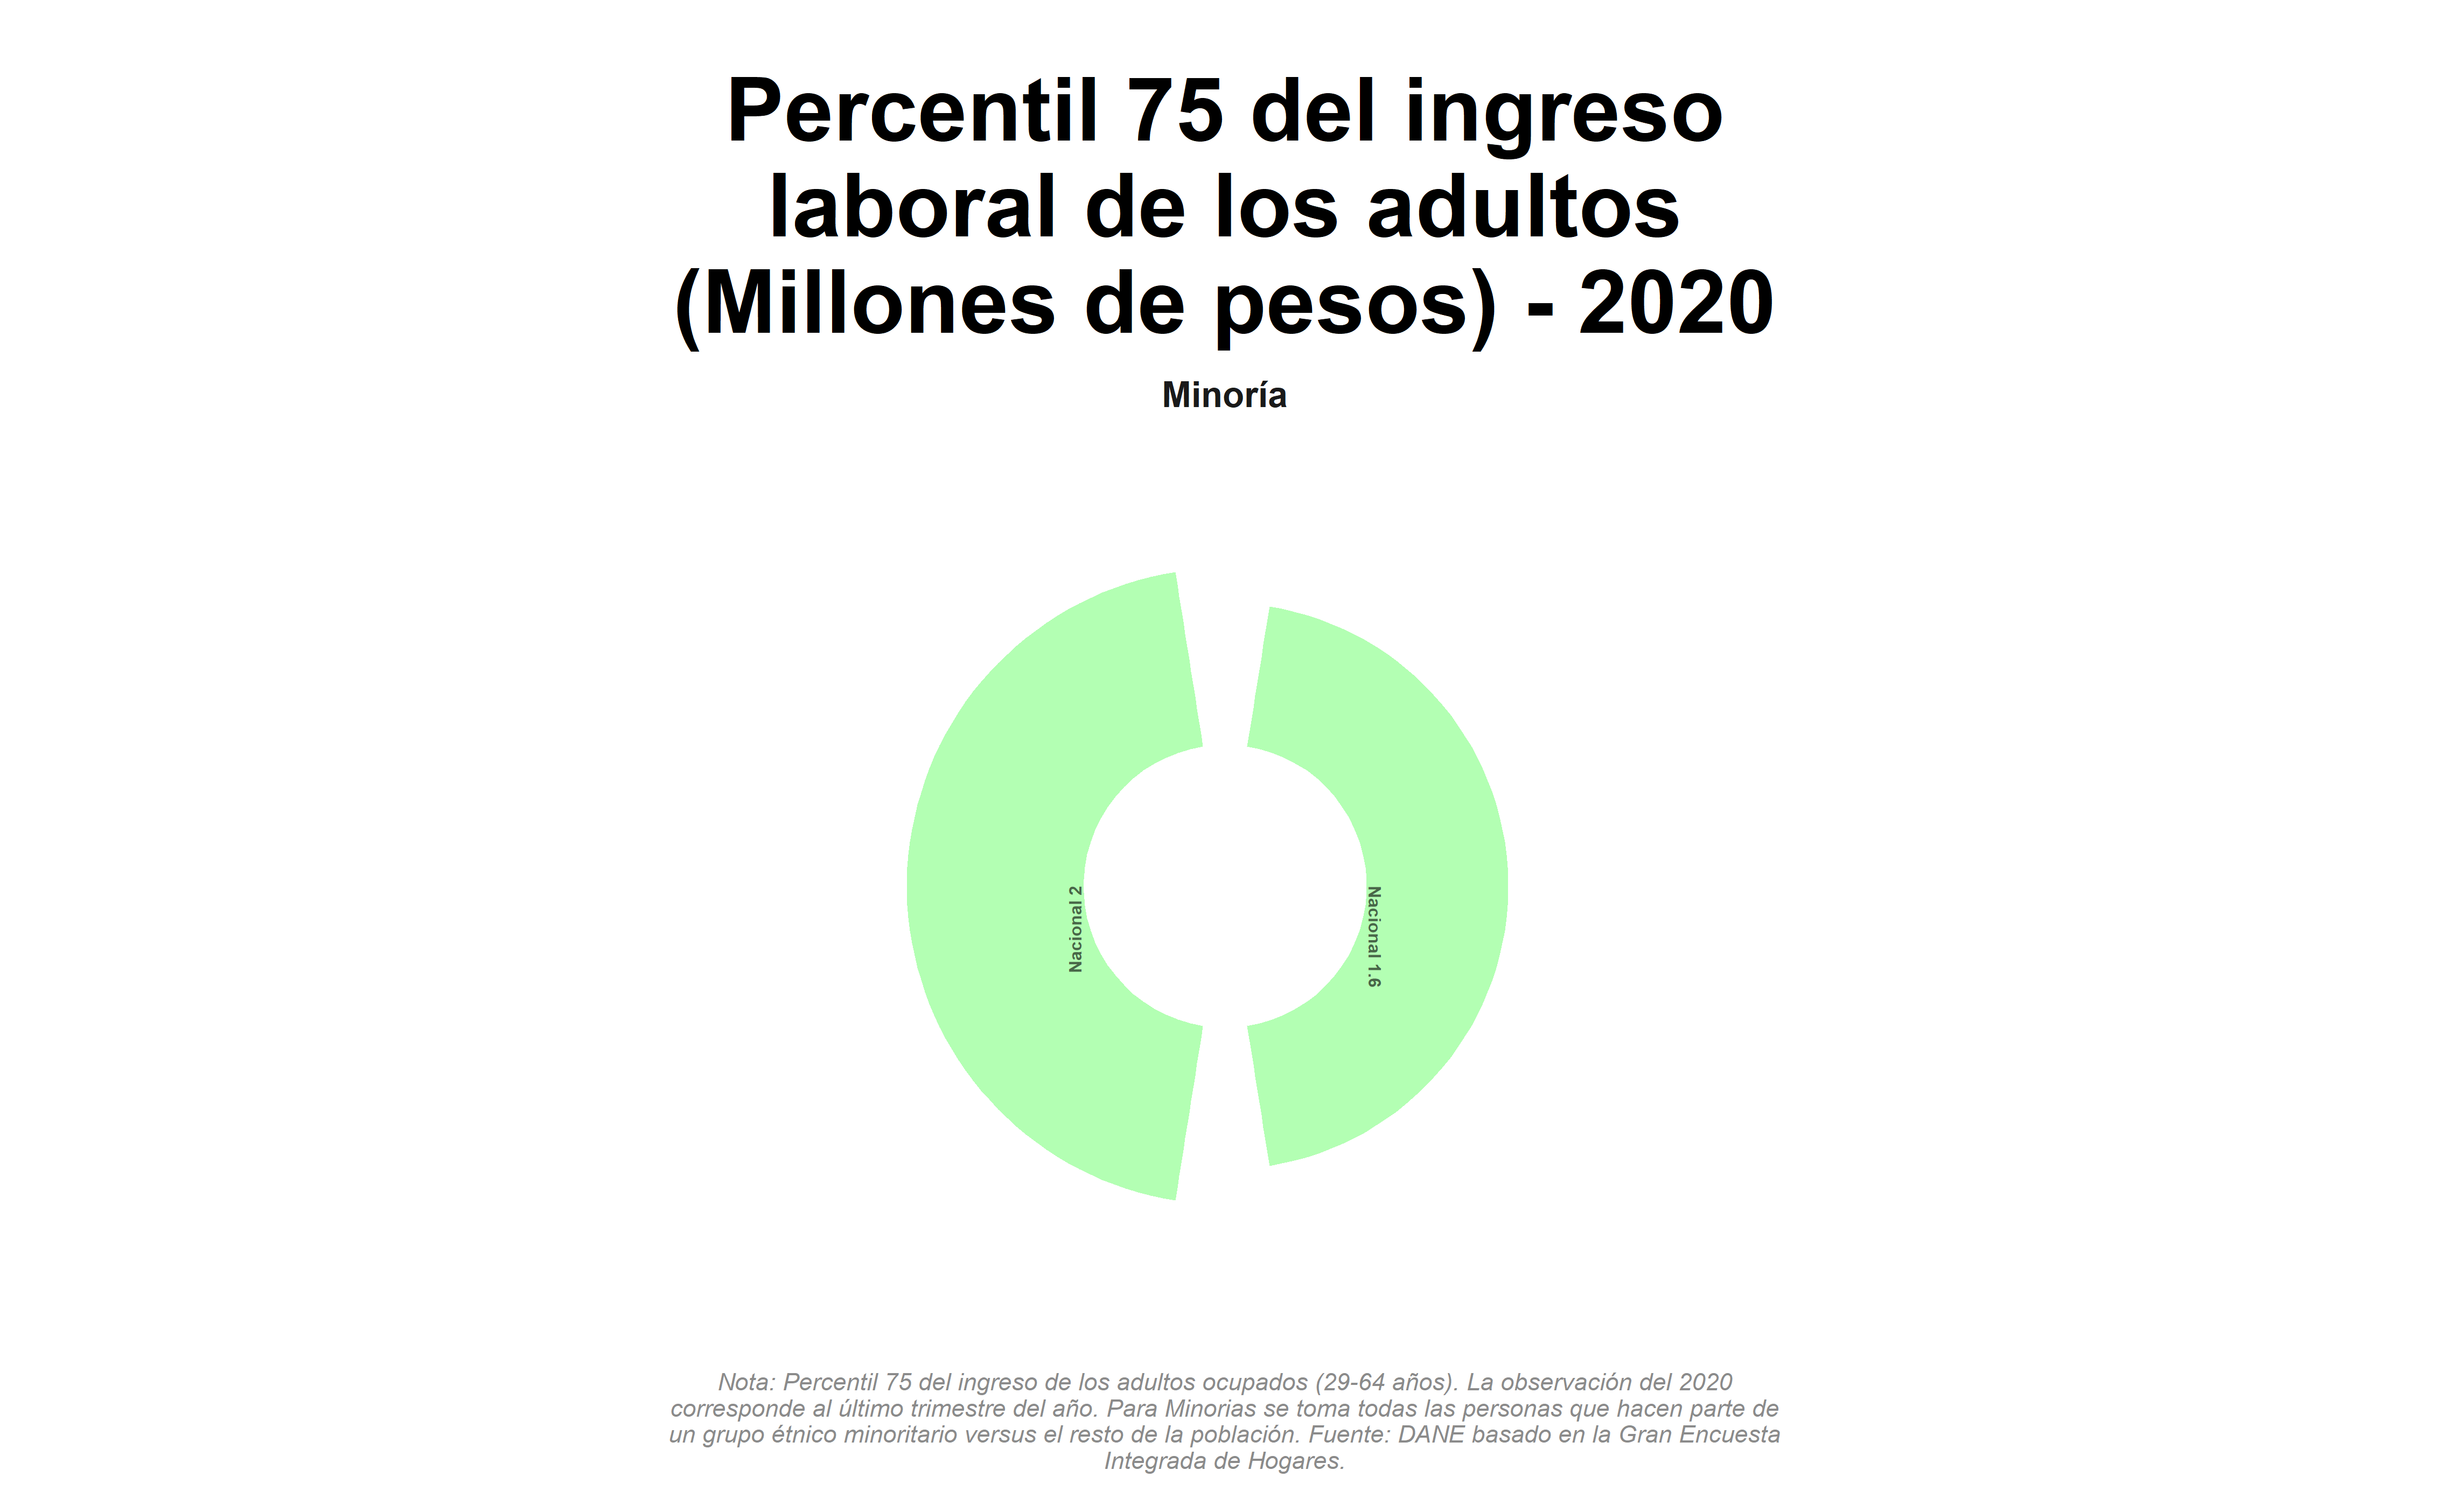 Percentil 75 del ingreso
laboral de los adultos
(Millones de pesos) - 2020
Minoría
Nacional 2
Nacional 1.6
Nota: Percentil 75 del ingreso de los adultos ocupados (29-64 años). La observación del 2020
corresponde al último trimestre del año. Para Minorias se toma todas las personas que hacen parte de
un grupo étnico minoritario versus el resto de la población. Fuente: DANE basado en la Gran Encuesta
Integrada de Hogares.